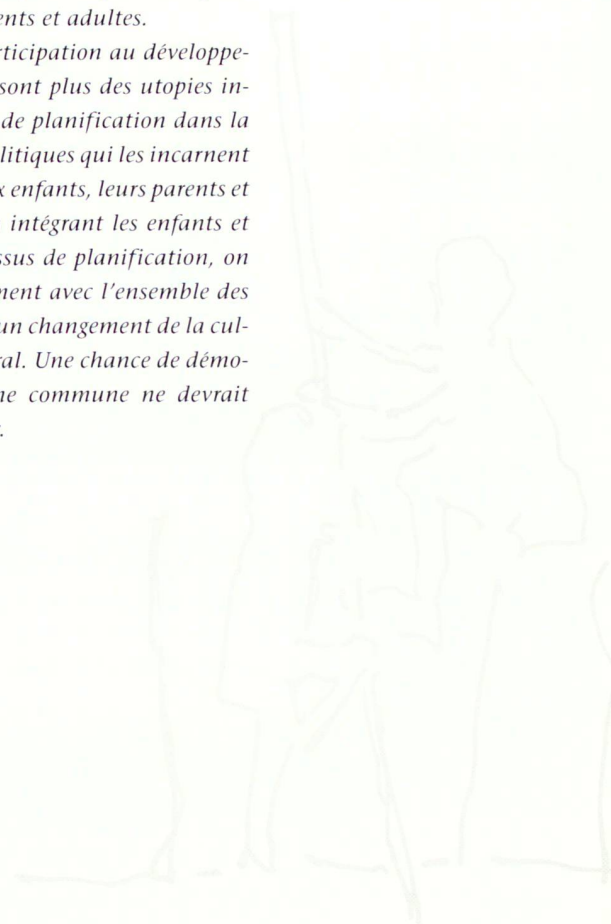 ents et adultes.
rticipation au développe-
sont plus des utopies in-
de planification dans la
litiques qui les incarnent
x enfants, leurs parents et
intégrant les enfants et
ssus de planification, on
ment avec l'ensemble des
un changement de la cul-
ral. Une chance de démo-
ne commune ne devrait